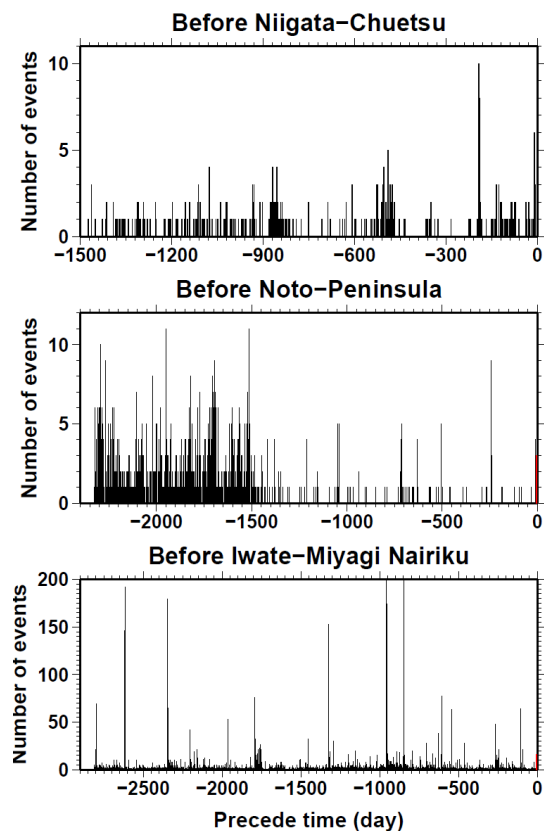 Before Niigata−Chuetsu
Number of events
10
5
0
−1500 −1200 −900 −600 −300 0
Before Noto−Peninsula
Number of events
10
5
0
−2000 −1500 −1000 −500 0
Before Iwate−Miyagi Nairiku
Number of events
200
150
100
50
0
−2500 −2000 −1500 −1000 −500 0
Precede time (day)